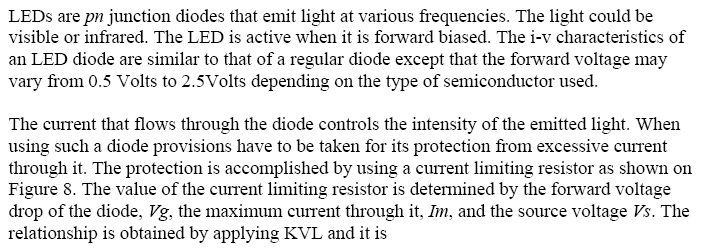 LEDs are pn junction diodes that emit light at various frequencies. The light could be
visible or infrared. The LED is active when it is forward biased. The i-v characteristics of
an LED diode are similar to that of a regular diode except that the forward voltage may
vary from 0.5 Volts to 2.5Volts depending on the type of semiconductor used.

The current that flows through the diode controls the intensity of the emitted light. When
using such a diode provisions have to be taken for its protection from excessive current
through it. The protection is accomplished by using a current limiting resistor as shown on
Figure 8. The value of the current limiting resistor is determined by the forward voltage
drop of the diode, Vg, the maximum current through it, Im, and the source voltage Vs. The
relationship is obtained by applying KVL and it is